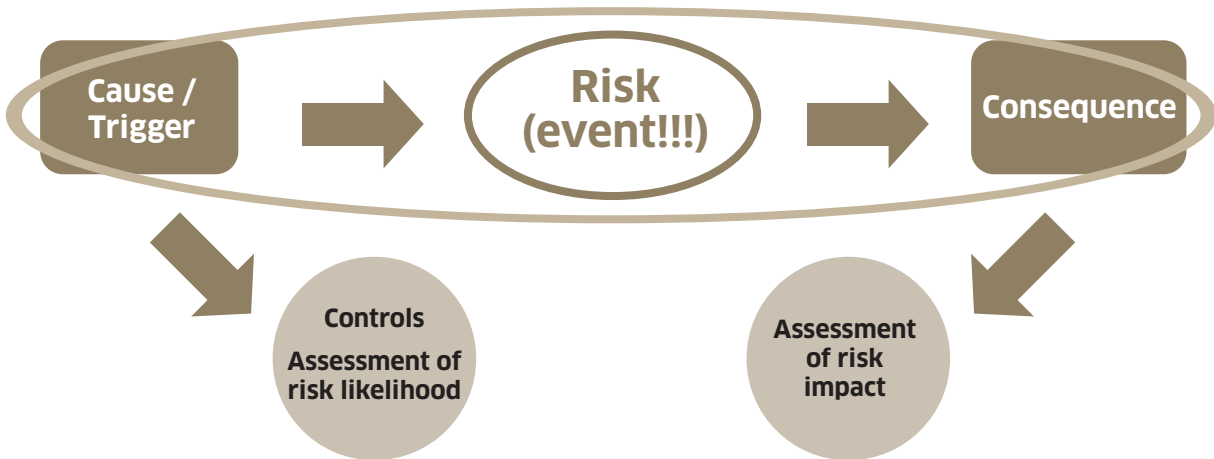 Cause /
Trigger
Risk
(event!!!)
Consequence
Controls
Assessment of
risk likelihood
Assessment
of risk
impact